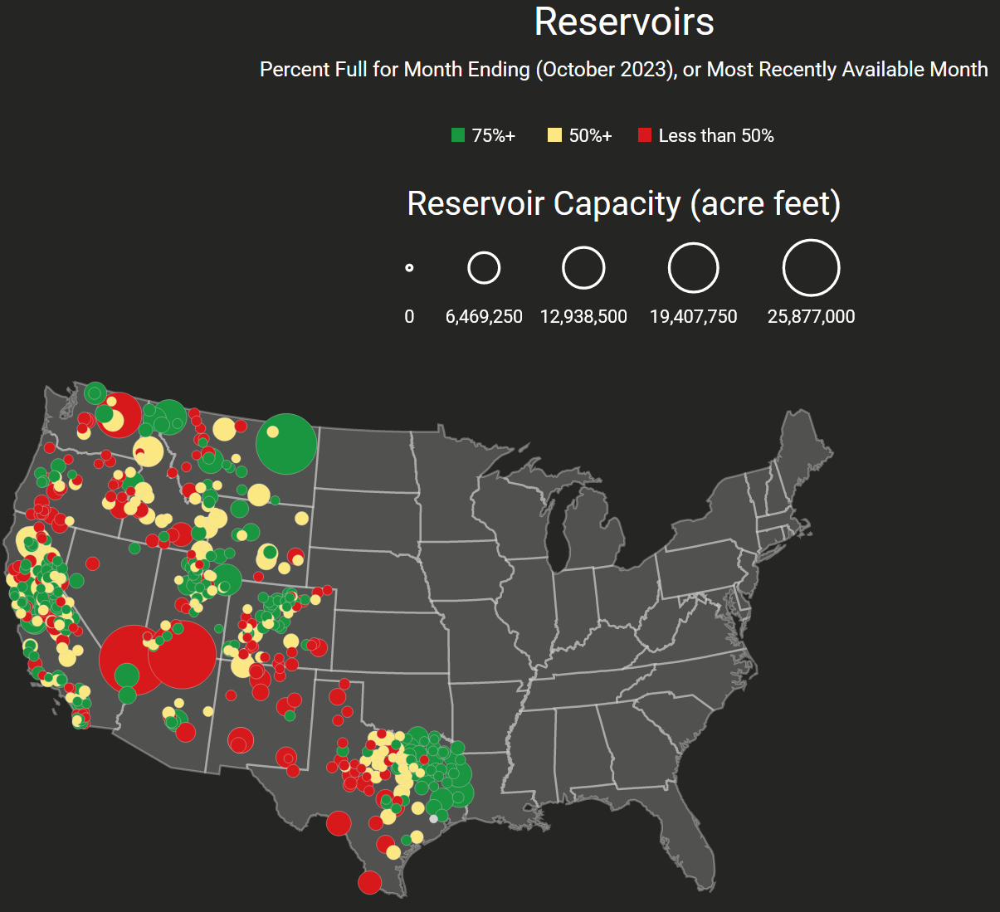 Reservoirs
Percent Full for Month Ending (October 2023), or Most Recently Available Month
75%+ 50%+ Less than 50%
Reservoir Capacity (acre feet)
0 6,469,250 12,938,500 19,407,750 25,877,000